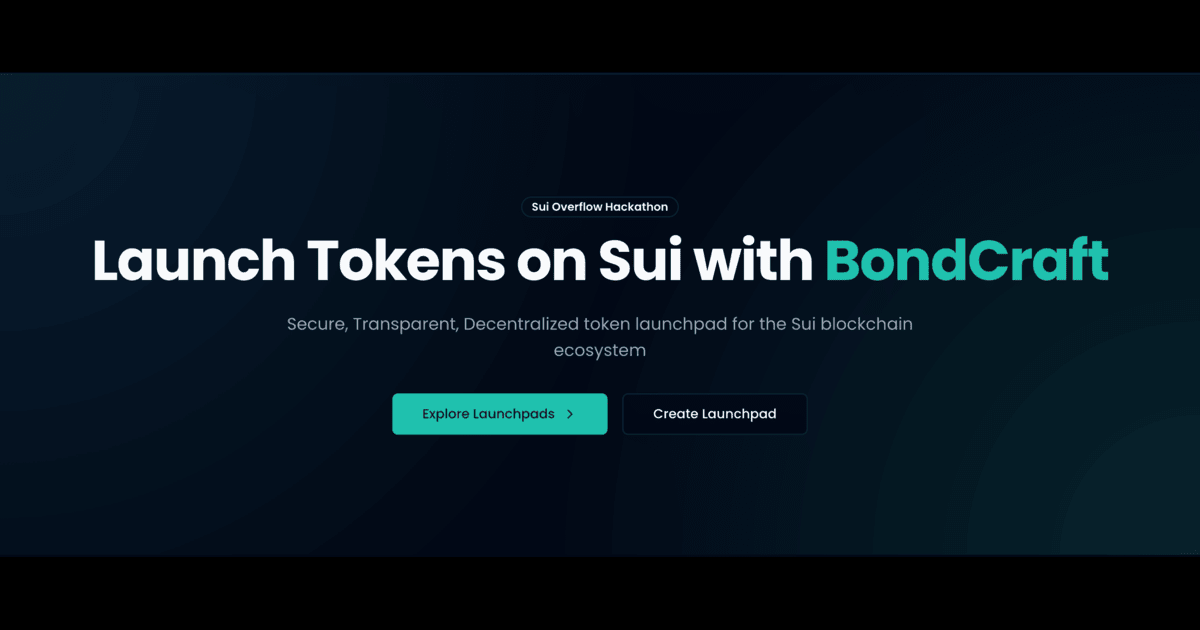 Sui Overflow Hackathon
Launch Tokens on Sui with BondCraft
Secure, Transparent, Decentralized token launchpad for the Sui blockchain
ecosystem
Explore Launchpads
Create Launchpad